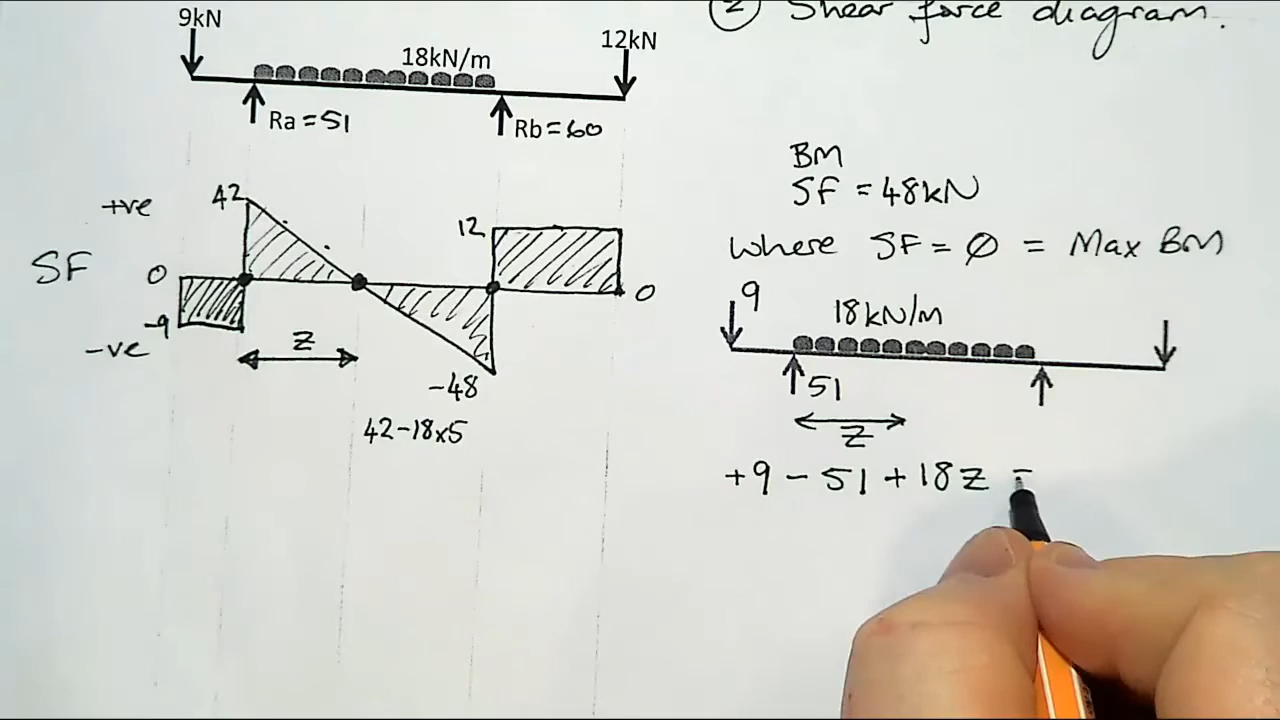 ② Shear force diagram.
9kN
18kN/m
12kN
Ra = 51
Rb = 60
+ve
42
12
SF
0
0
-9
-ve
Z
-48
42-18x5
BM
SF = 48kN
where SF = Ø = Max BM
9
18kN/m
51
Z
+9 - 51 + 18Z =